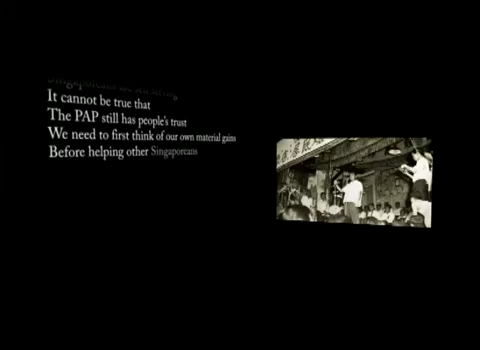 It cannot be true that
The PAP still has people's trust
We need to first think of our own material gains
Before helping other Singaporeans